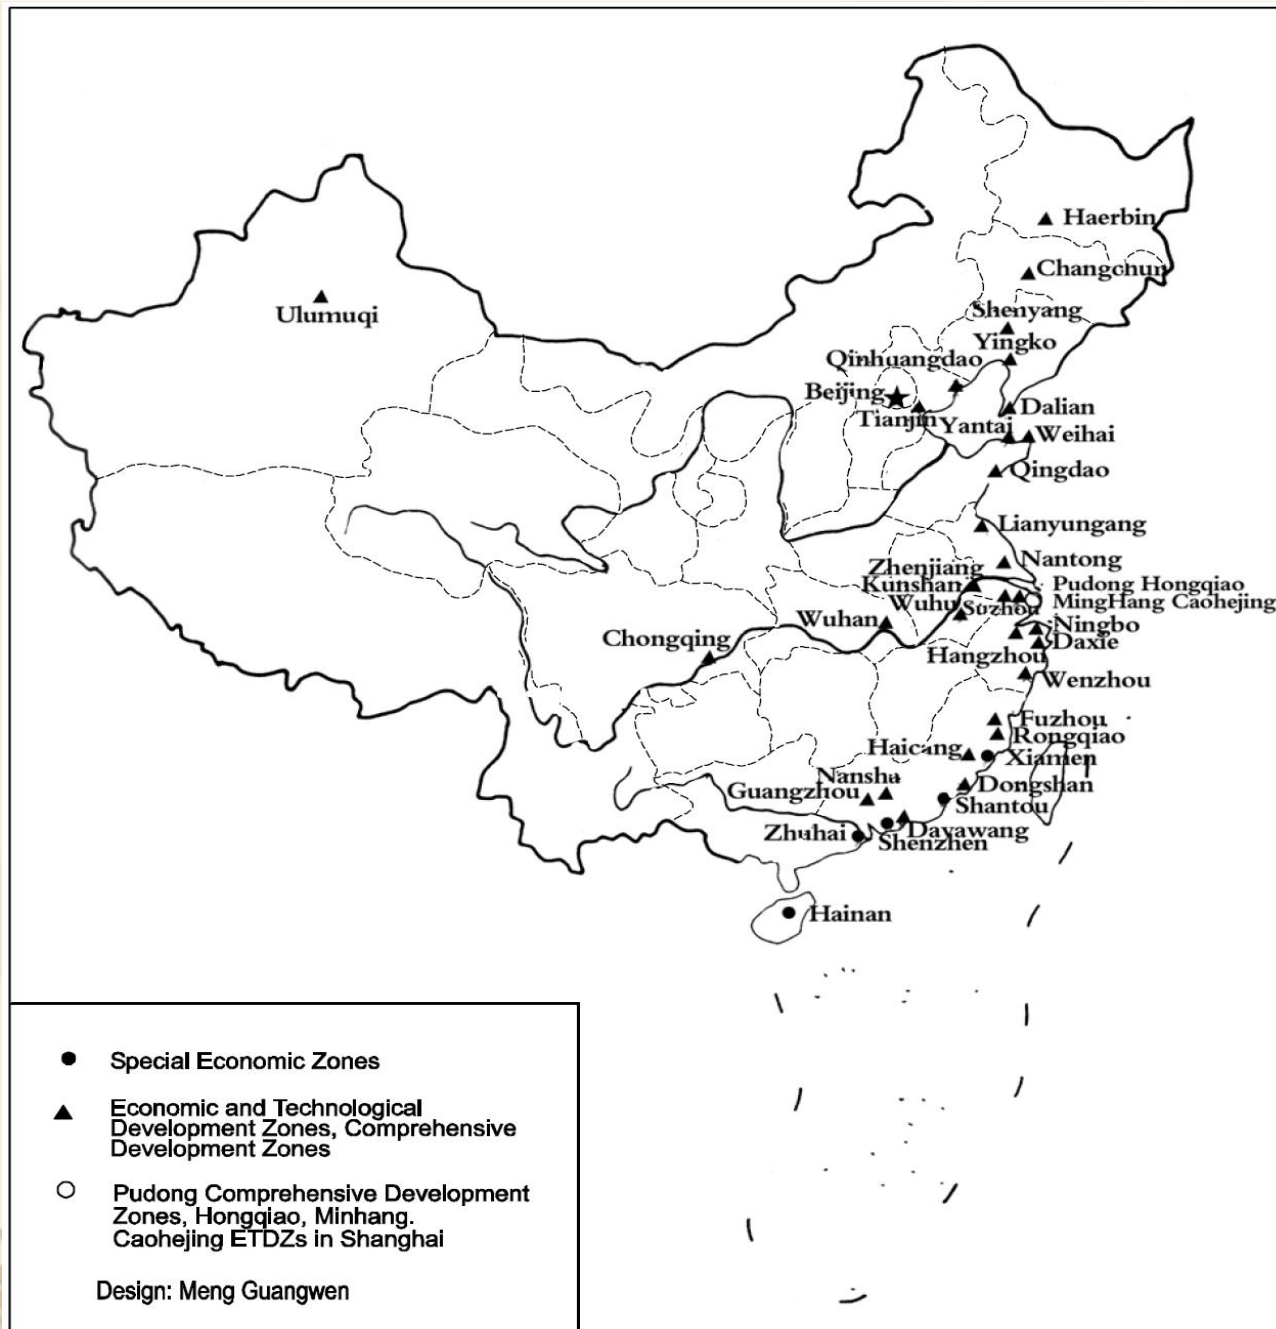 Haerbin
Changchun
Ulumuqi
Shenyang
Yingko
Qinhuangdao
Beijing
Dalian
Tianjin
Yantai
Weihai
Qingdao
Lianyungang
Nantong
Zhenjiang
Kunshan
Pudong Hongqiao
Wuhu
Suzhou
MingHang Caohejing
Wuhan
Ningbo
Chongqing
Daxie
Hangzhou
Wenzhou
Fuzhou
Rongqiao
Haicang
Xiamen
Nansha
Dongshan
Guangzhou
Shantou
Zhuhai
Dayawang
Shenzhen
Hainan
Special Economic Zones
Economic and Technological
Development Zones, Comprehensive
Development Zones
Pudong Comprehensive Development
Zones, Hongqiao, Minhang.
Caohejing ETDZs in Shanghai
Design: Meng Guangwen